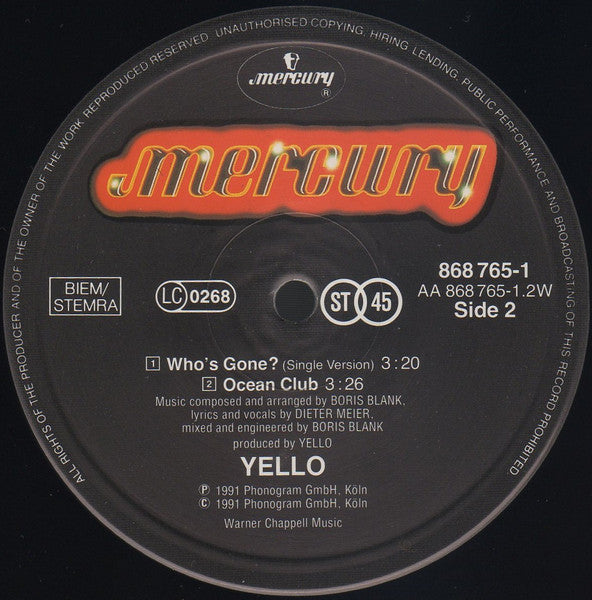 ALL RIGHTS OF THE PRODUCER AND OF THE OWNER OF THE WORK REPRODUCED RESERVED UNAUTHORISED COPYING, HIRING LENDING, PUBLIC PERFORMANCE AND BROADCASTING OF THIS RECORD PROHIBITED
mercury
®
mercury
868 765-1
AA 868 765-1.2W
Side 2
BIEM/
STEMRA
LC 0268
ST 45
1 Who's Gone? (Single Version) 3:20
2 Ocean Club 3:26
Music composed and arranged by BORIS BLANK,
lyrics and vocals by DIETER MEIER,
mixed and engineered by BORIS BLANK
produced by YELLO
YELLO
℗ 1991 Phonogram GmbH, Köln
© 1991 Phonogram GmbH, Köln
Warner Chappell Music